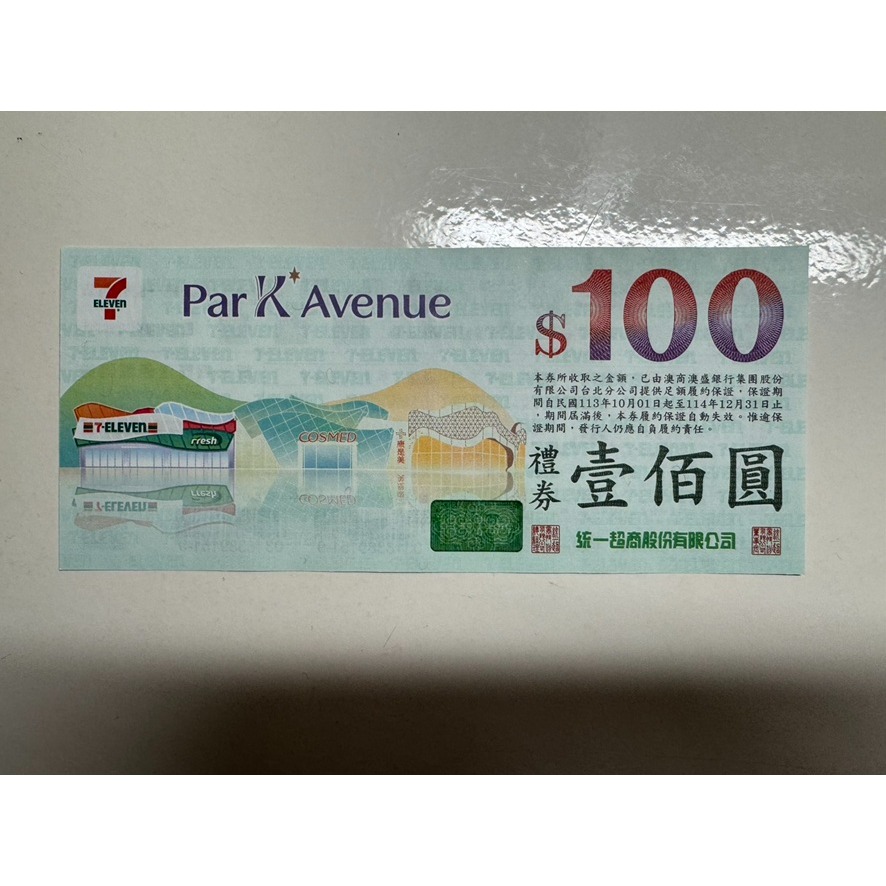 7
ELEVEn
Par K Avenue
$100
本券所收取之金額，已由澳商澳盛銀行集團股份
有限公司台北分公司提供足額履約保證，保證期
間自民國113年10月01日起至114年12月31日止
，期間屆滿後，本券履約保證自動失效。惟逾保
證期間，發行人仍應自負履約責任。
7-ELEVEn
fresh
COSMED
康是美
禮券
壹佰圓
統一超商股份有限公司